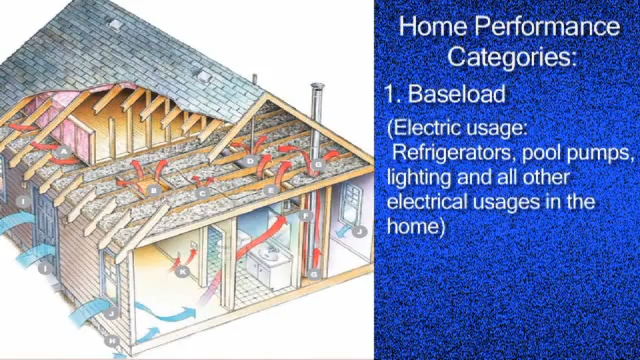 Home Performance
Categories:
1. Baseload
(Electric usage:
Refrigerators, pool pumps,
lighting and all other
electrical usages in the
home)
A
B
C
D
D
E
F
G
H
I
I
J
J
K